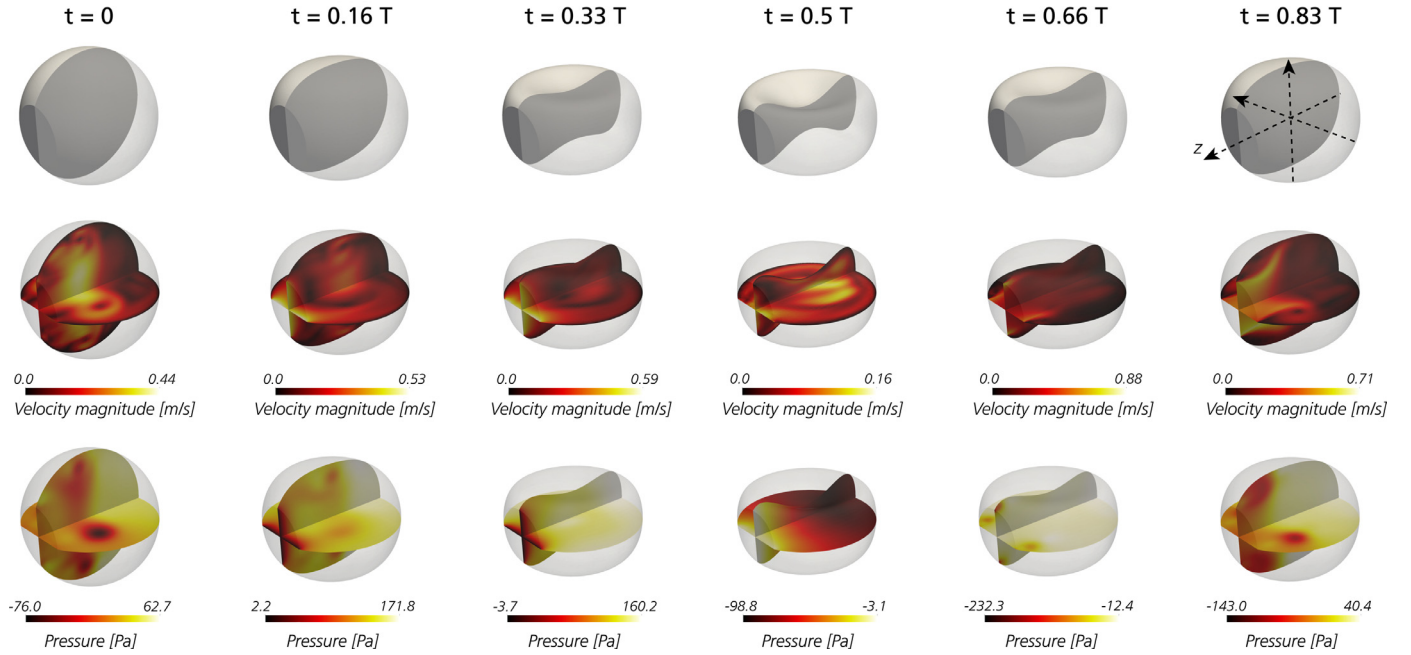 t = 0 t = 0.16 T t = 0.33 T t = 0.5 T t = 0.66 T t = 0.83 T
z
0.0 0.44 0.0 0.53 0.0 0.59 0.0 0.16 0.0 0.88 0.0 0.71
Velocity magnitude [m/s] Velocity magnitude [m/s] Velocity magnitude [m/s] Velocity magnitude [m/s] Velocity magnitude [m/s] Velocity magnitude [m/s]
-76.0 62.7 2.2 171.8 -3.7 160.2 -98.8 -3.1 -232.3 -12.4 -143.0 40.4
Pressure [Pa] Pressure [Pa] Pressure [Pa] Pressure [Pa] Pressure [Pa] Pressure [Pa]